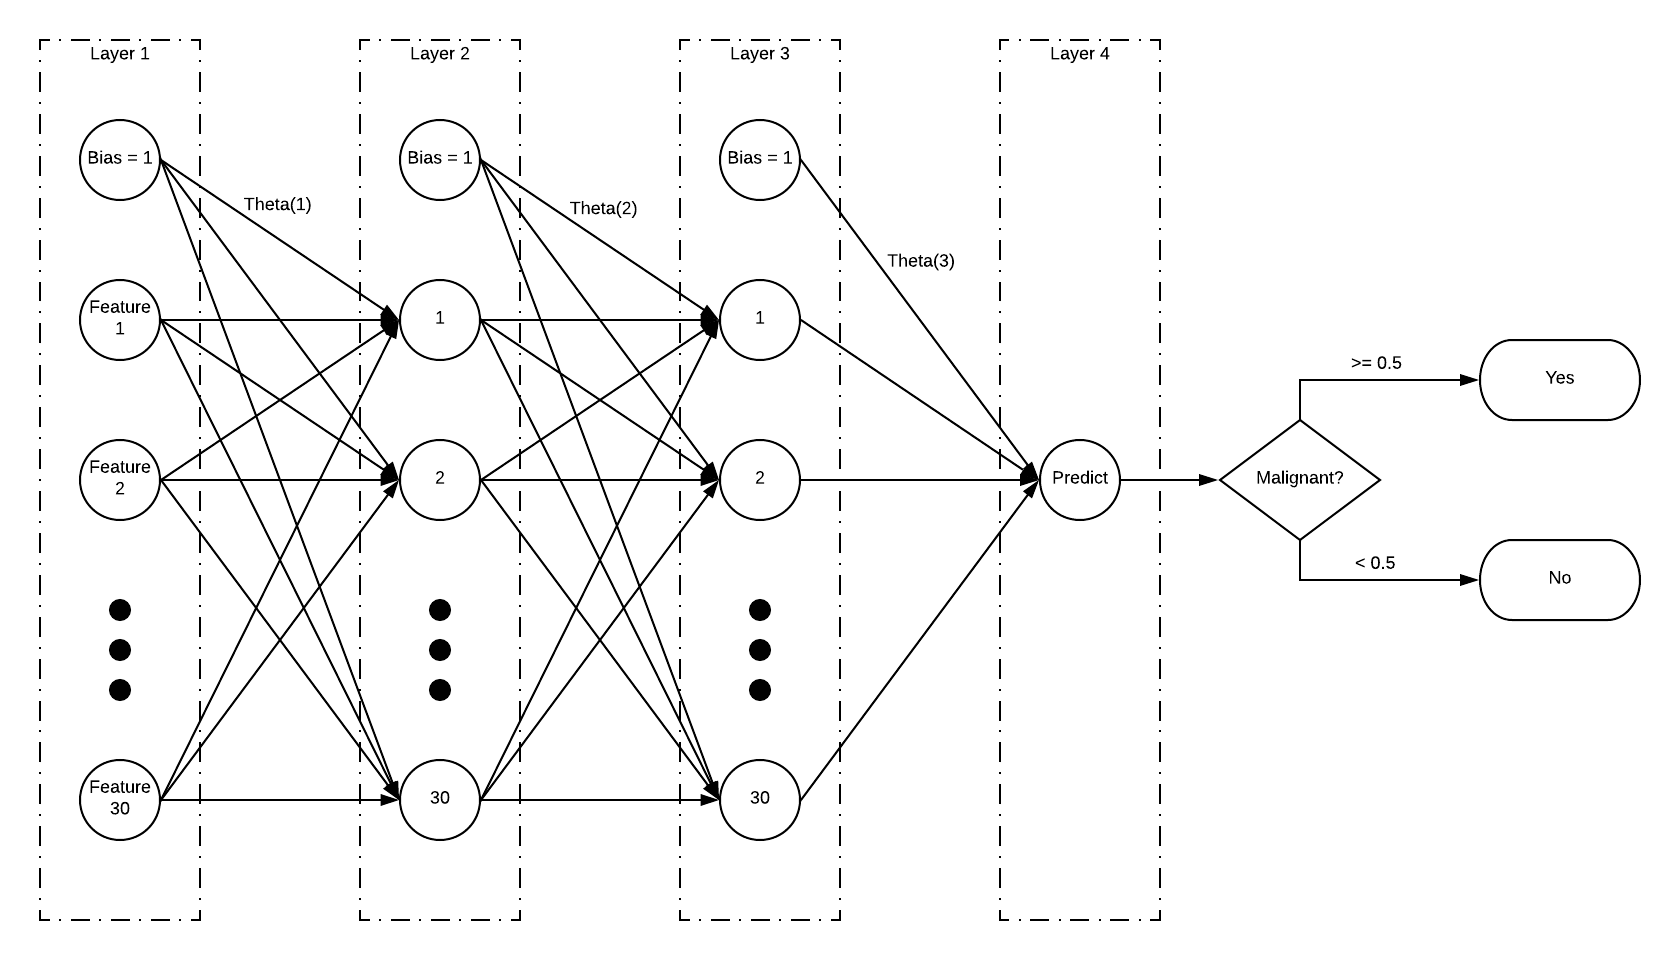 Layer 1
Layer 2
Layer 3
Layer 4
Bias = 1
Bias = 1
Bias = 1
Theta(1)
Theta(2)
Theta(3)
Feature
1
1
1
>= 0.5
Yes
Feature
2
2
2
Predict
Malignant?
< 0.5
No
Feature
30
30
30